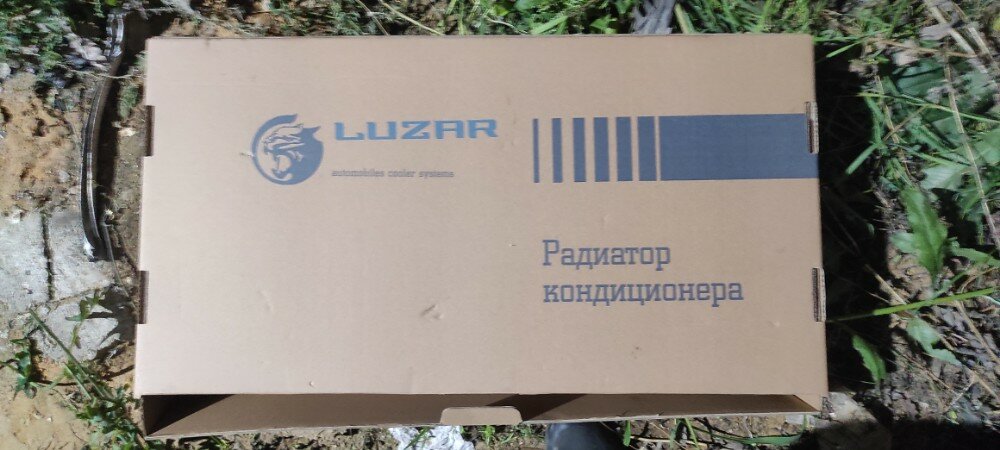 LUZAR
automobiles cooler systems
Радиатор
кондиционера